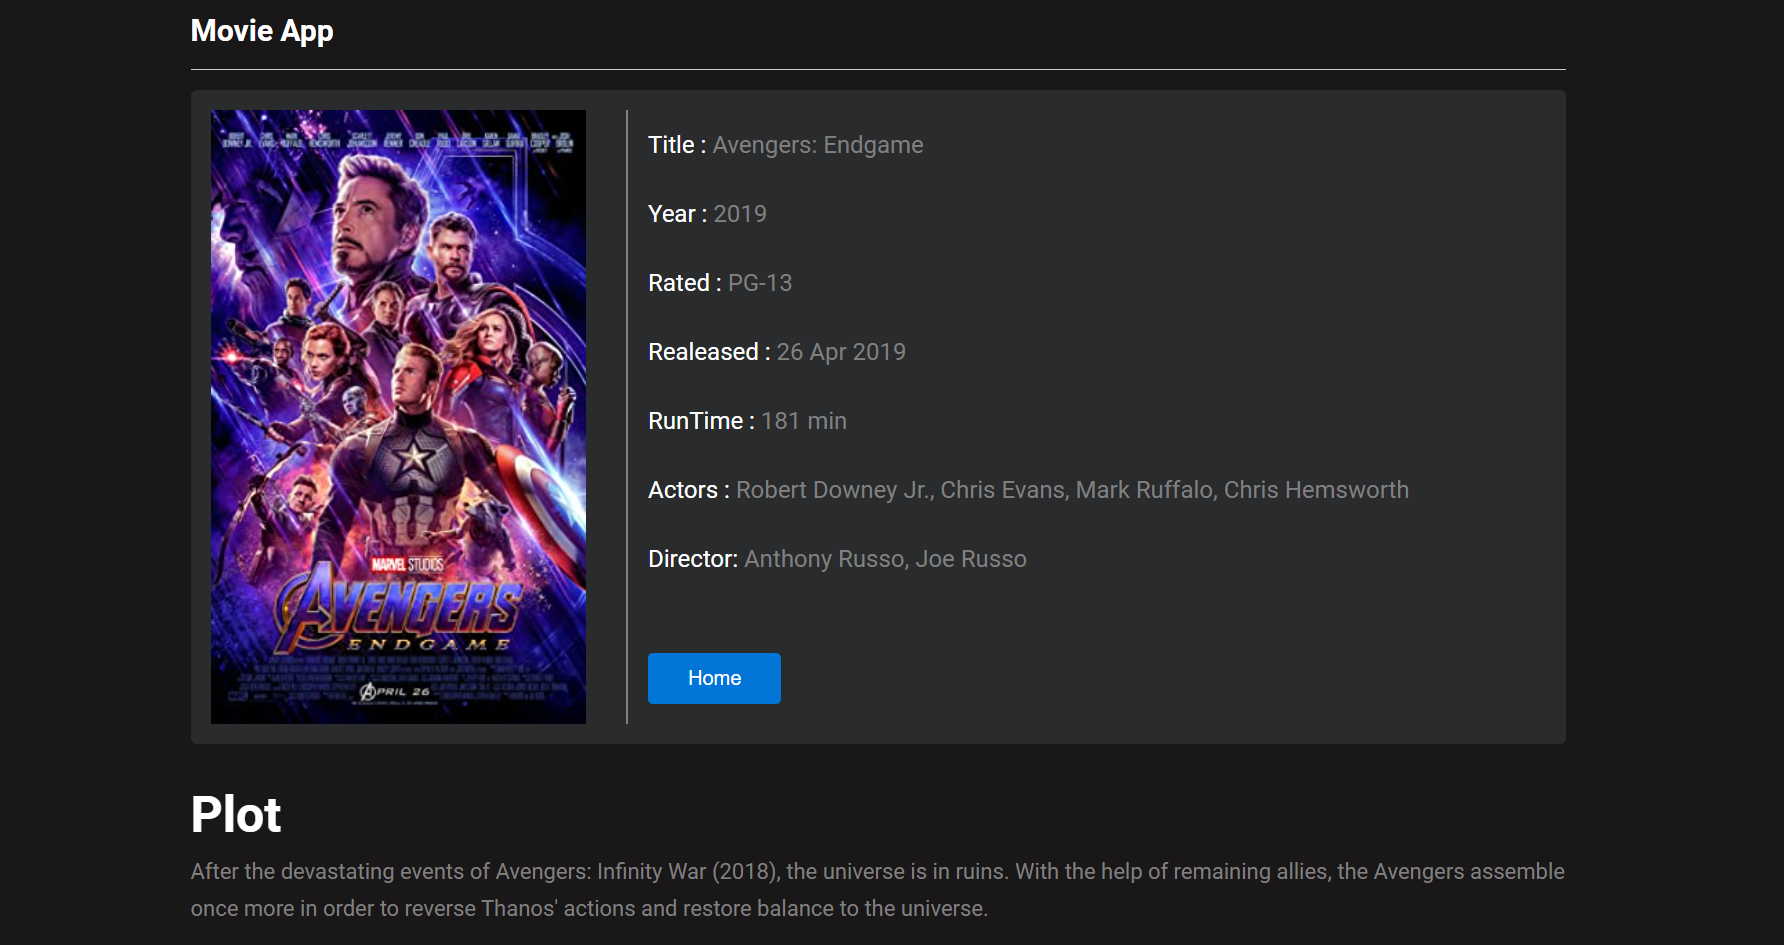 Movie App
MARVEL STUDIOS
AVENGERS
ENDGAME
APRIL 26
Title : Avengers: Endgame
Year : 2019
Rated : PG-13
Realeased : 26 Apr 2019
RunTime : 181 min
Actors : Robert Downey Jr., Chris Evans, Mark Ruffalo, Chris Hemsworth
Director: Anthony Russo, Joe Russo
Home
Plot
After the devastating events of Avengers: Infinity War (2018), the universe is in ruins. With the help of remaining allies, the Avengers assemble
once more in order to reverse Thanos' actions and restore balance to the universe.